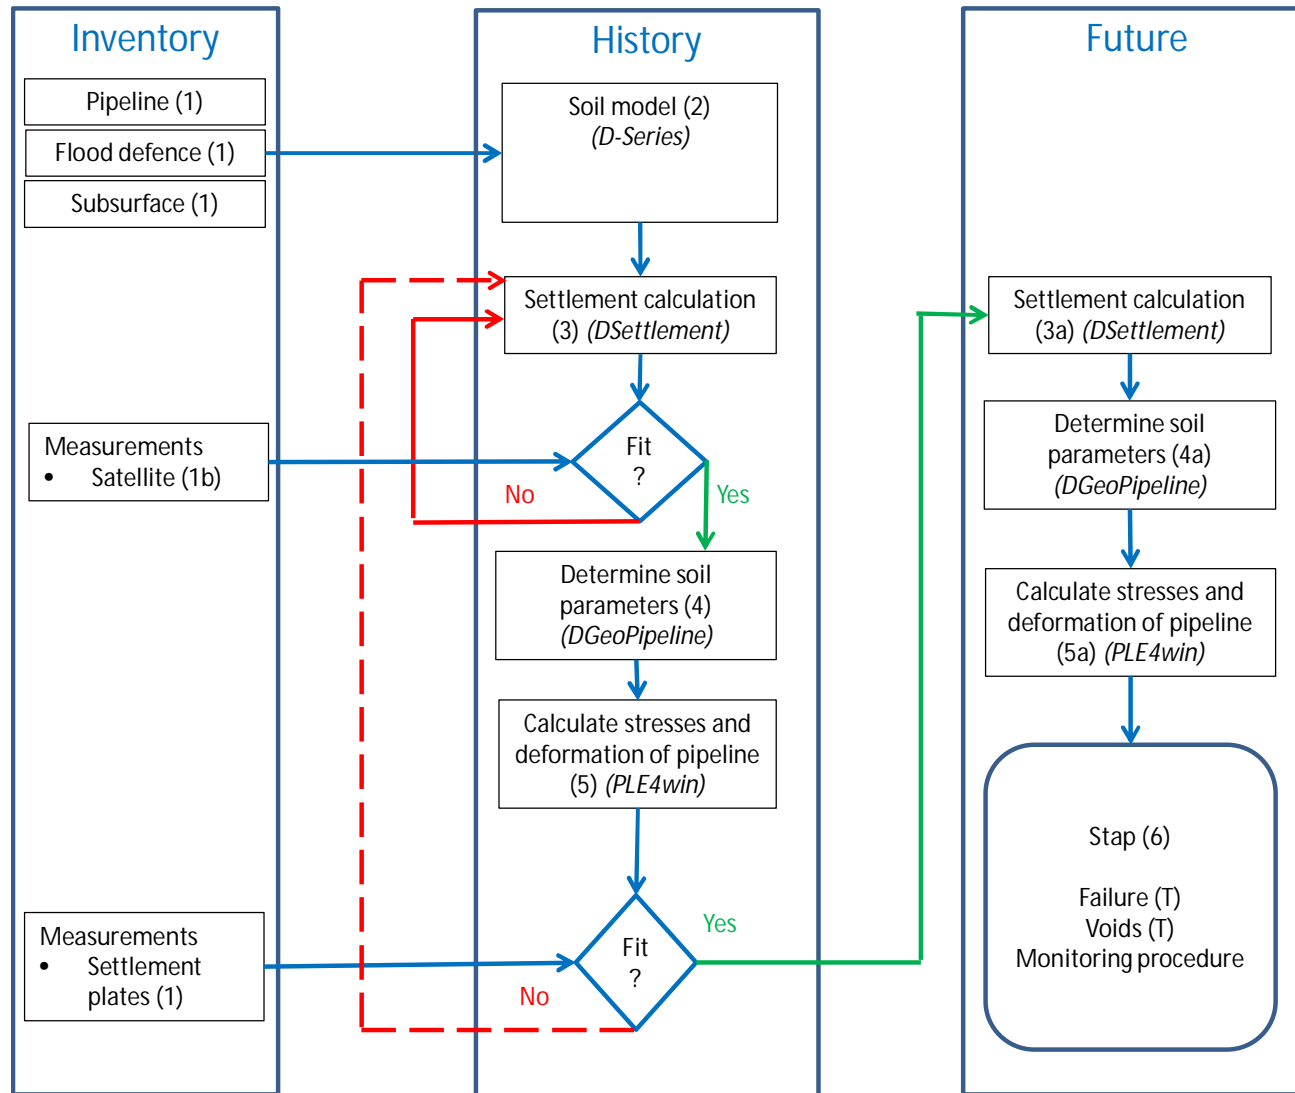 Inventory
Pipeline (1)
Flood defence (1)
Subsurface (1)
Measurements
• Satellite (1b)
Measurements
• Settlement
plates (1)
History
Soil model (2)
(D-Series)
Settlement calculation
(3) (DSettlement)
Fit
?
No
Yes
Determine soil
parameters (4)
(DGeoPipeline)
Calculate stresses and
deformation of pipeline
(5) (PLE4win)
Fit
?
No
Yes
Future
Settlement calculation
(3a) (DSettlement)
Determine soil
parameters (4a)
(DGeoPipeline)
Calculate stresses and
deformation of pipeline
(5a) (PLE4win)
Stap (6)
Failure (T)
Voids (T)
Monitoring procedure